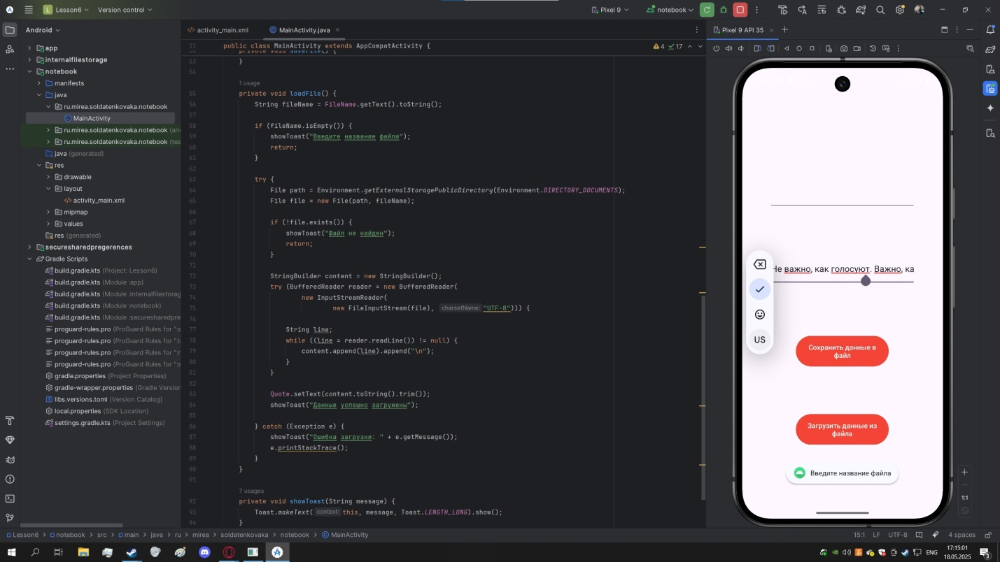 L Lesson6
Version control
Pixel 9
notebook
Android
activity_main.xml
MainActivity.java
Pixel 9 API 35
app
internalfilestorage
notebook
manifests
java
ru.mirea.soldatenkovaka.notebook
MainActivity
ru.mirea.soldatenkovaka.notebook (an
ru.mirea.soldatenkovaka.notebook (tes
java (generated)
res
drawable
layout
activity_main.xml
mipmap
values
res (generated)
securesharedpregerences
Gradle Scripts
build.gradle.kts (Project: Lesson6)
build.gradle.kts (Module :app)
build.gradle.kts (Module :internalfilestorag
build.gradle.kts (Module :notebook)
build.gradle.kts (Module :securesharedpre
proguard-rules.pro (ProGuard Rules for ":a
proguard-rules.pro (ProGuard Rules for ":i
proguard-rules.pro (ProGuard Rules for ":r
proguard-rules.pro (ProGuard Rules for ":s
gradle.properties (Project Properties)
gradle-wrapper.properties (Gradle Version
libs.versions.toml (Version Catalog)
local.properties (SDK Location)
settings.gradle.kts (Project Settings)
11 public class MainActivity extends AppCompatActivity {
4 17
private void saveFile() {
53 }
54
1 usage
55 private void loadFile() {
56 String fileName = FileName.getText().toString();
57
58 if (fileName.isEmpty()) {
59 showToast("Введите название файла");
60 return;
61 }
62
63 try {
64 File path = Environment.getExternalStoragePublicDirectory(Environment.DIRECTORY_DOCUMENTS);
65 File file = new File(path, fileName);
66
67 if (!file.exists()) {
68 showToast("Файл не найден");
69 return;
70 }
71
72 StringBuilder content = new StringBuilder();
73 try (BufferedReader reader = new BufferedReader(
74 new InputStreamReader(
75 new FileInputStream(file), charsetName: "UTF-8"))) {
76
77 String line;
78 while ((line = reader.readLine()) != null) {
79 content.append(line).append("\n");
80 }
81 }
82
83 Quote.setText(content.toString().trim());
84 showToast("Данные успешно загружены");
85
86 } catch (Exception e) {
87 showToast("Ошибка загрузки: " + e.getMessage());
88 e.printStackTrace();
89 }
90 }
91
7 usages
92 private void showToast(String message) {
93 Toast.makeText( context: this, message, Toast.LENGTH_LONG).show();
94 }
Не важно, как голосуют. Важно, ка
US
Сохранить данные в
файл
Загрузить данные из
файла
Введите название файла
1:1
Lesson6 > notebook > src > main > java > ru > mirea > soldatenkovaka > notebook > MainActivity
15:1 LF UTF-8 4 spaces
ENG
17:15:01
18.05.2025
3